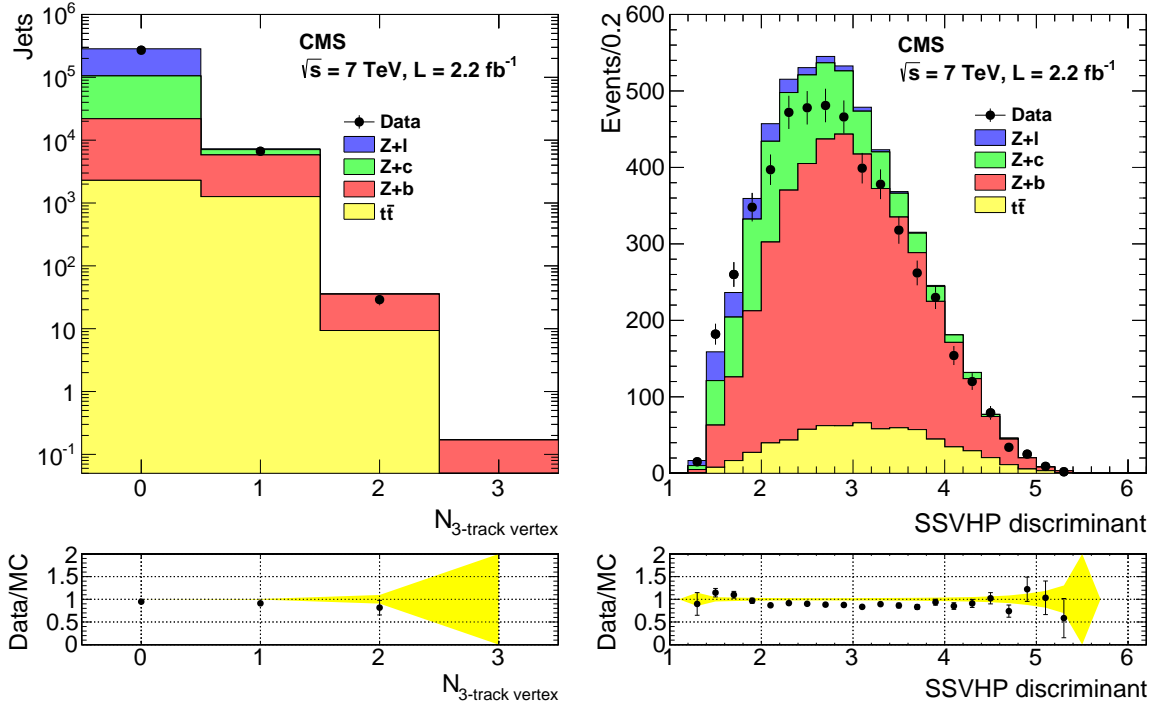 Jets
10⁶
10⁵
10⁴
10³
10²
10
1
10⁻¹
CMS
√s = 7 TeV, L = 2.2 fb⁻¹
Data
Z+l
Z+c
Z+b
tt̄
0 1 2 3
N₃₋track vertex
Data/MC
2
1.5
1
0.5
0
0 1 2 3
N₃₋track vertex
Events/0.2
600
500
400
300
200
100
0
CMS
√s = 7 TeV, L = 2.2 fb⁻¹
Data
Z+l
Z+c
Z+b
tt̄
1 2 3 4 5 6
SSVHP discriminant
Data/MC
2
1.5
1
0.5
0
1 2 3 4 5 6
SSVHP discriminant